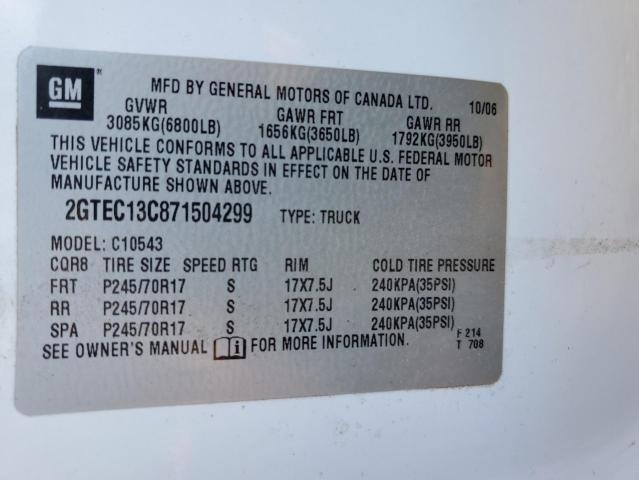 GM ®
MFD BY GENERAL MOTORS OF CANADA LTD. 10/06
GVWR GAWR FRT GAWR RR
3085KG(6800LB) 1656KG(3650LB) 1792KG(3950LB)
THIS VEHICLE CONFORMS TO ALL APPLICABLE U.S. FEDERAL MOTOR
VEHICLE SAFETY STANDARDS IN EFFECT ON THE DATE OF
MANUFACTURE SHOWN ABOVE.
2GTEC13C871504299 TYPE: TRUCK
MODEL: C10543
CQR8 TIRE SIZE SPEED RTG RIM COLD TIRE PRESSURE
FRT P245/70R17 S 17X7.5J 240KPA(35PSI)
RR P245/70R17 S 17X7.5J 240KPA(35PSI)
SPA P245/70R17 S 17X7.5J 240KPA(35PSI)
SEE OWNER'S MANUAL i FOR MORE INFORMATION.
F 214
T 708